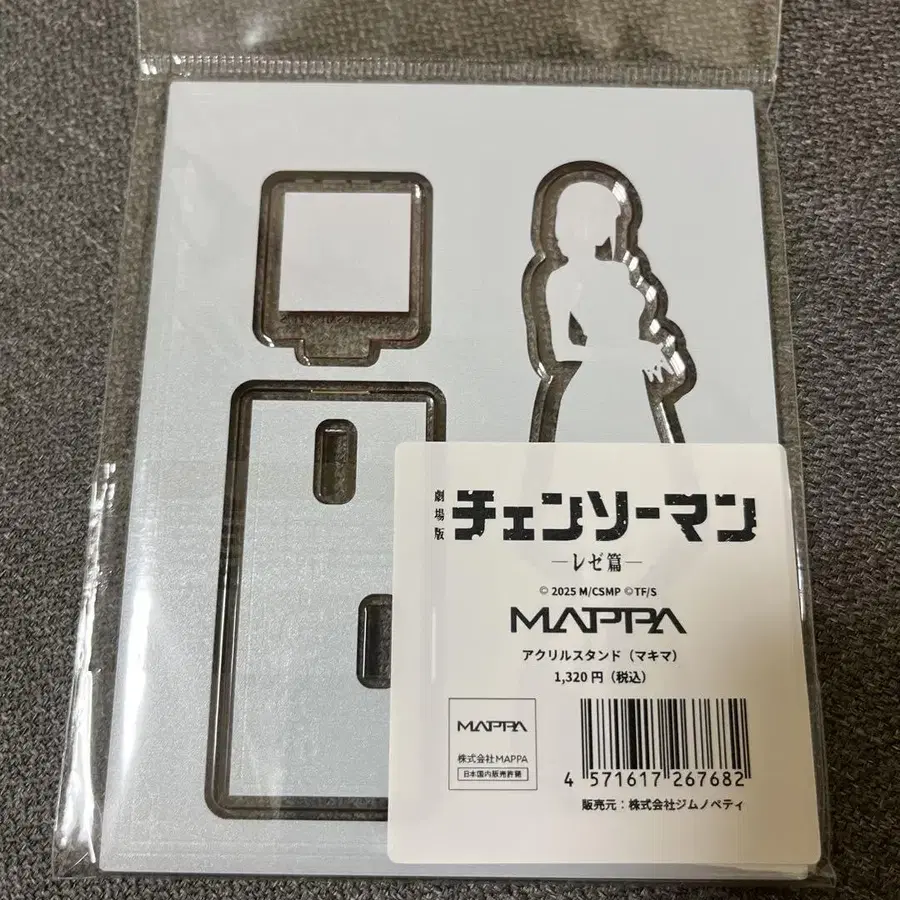 劇場版
チェンソーマン
—レゼ篇—
© 2025 M/CSMP ©TF/S
MAPPA
アクリルスタンド（マキマ）
1,320 円（税込）
MAPPA
株式会社MAPPA
日本国内販売許諾
4 571617 267682
販売元：株式会社ジムノペティ